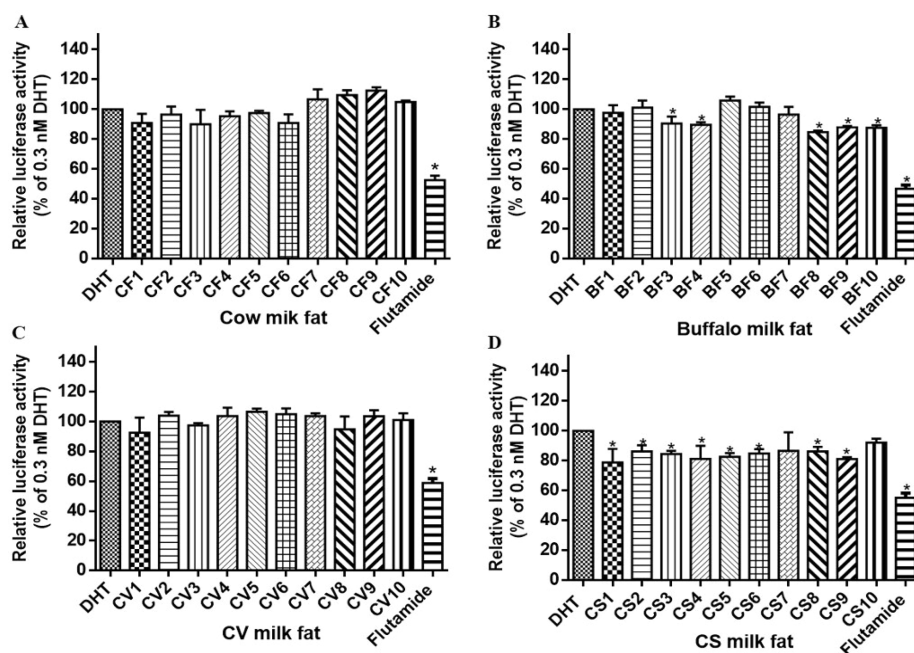 A
Relative luciferase activity
(% of 0.3 nM DHT)
140
120
100
80
60
40
20
0
*
DHT
CF1
CF2
CF3
CF4
CF5
CF6
CF7
CF8
CF9
CF10
Flutamide
Cow mik fat
B
Relative luciferase activity
(% of 0.3 nM DHT)
140
120
100
80
60
40
20
0
*
*
*
*
*
*
DHT
BF1
BF2
BF3
BF4
BF5
BF6
BF7
BF8
BF9
BF10
Flutamide
Buffalo milk fat
C
Relative luciferase activity
(% of 0.3 nM DHT)
140
120
100
80
60
40
20
0
*
DHT
CV1
CV2
CV3
CV4
CV5
CV6
CV7
CV8
CV9
CV10
Flutamide
CV milk fat
D
Relative luciferase activity
(% of 0.3 nM DHT)
140
120
100
80
60
40
20
0
*
*
*
*
*
*
*
*
*
DHT
CS1
CS2
CS3
CS4
CS5
CS6
CS7
CS8
CS9
CS10
Flutamide
CS milk fat